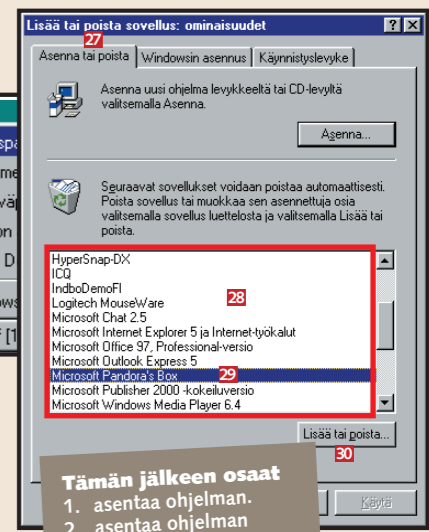 Lisää tai poista sovellus: ominaisuudet
27
Asenna tai poista
Windowsin asennus
Käynnistyslevyke
Asenna uusi ohjelma levykkeeltä tai CD-levyltä
valitsemalla Asenna.
Asenna...
Seuraavat sovellukset voidaan poistaa automaattisesti.
Poista sovellus tai muokkaa sen asennettuja osia
valitsemalla sovellus luettelosta ja valitsemalla Lisää tai
poista.
HyperSnap-DX
ICQ
IndboDemoFI
Logitech MouseWare
28
Microsoft Chat 2.5
Microsoft Internet Explorer 5 ja Internet-työkalut
Microsoft Office 97, Professional-versio
Microsoft Outlook Express 5
Microsoft Pandora's Box
29
Microsoft Publisher 2000 -kokeiluversio
Microsoft Windows Media Player 6.4
Lisää tai poista...
30
Käytä
Tämän jälkeen osaat
1. asentaa ohjelman.
2. asentaa ohjelman